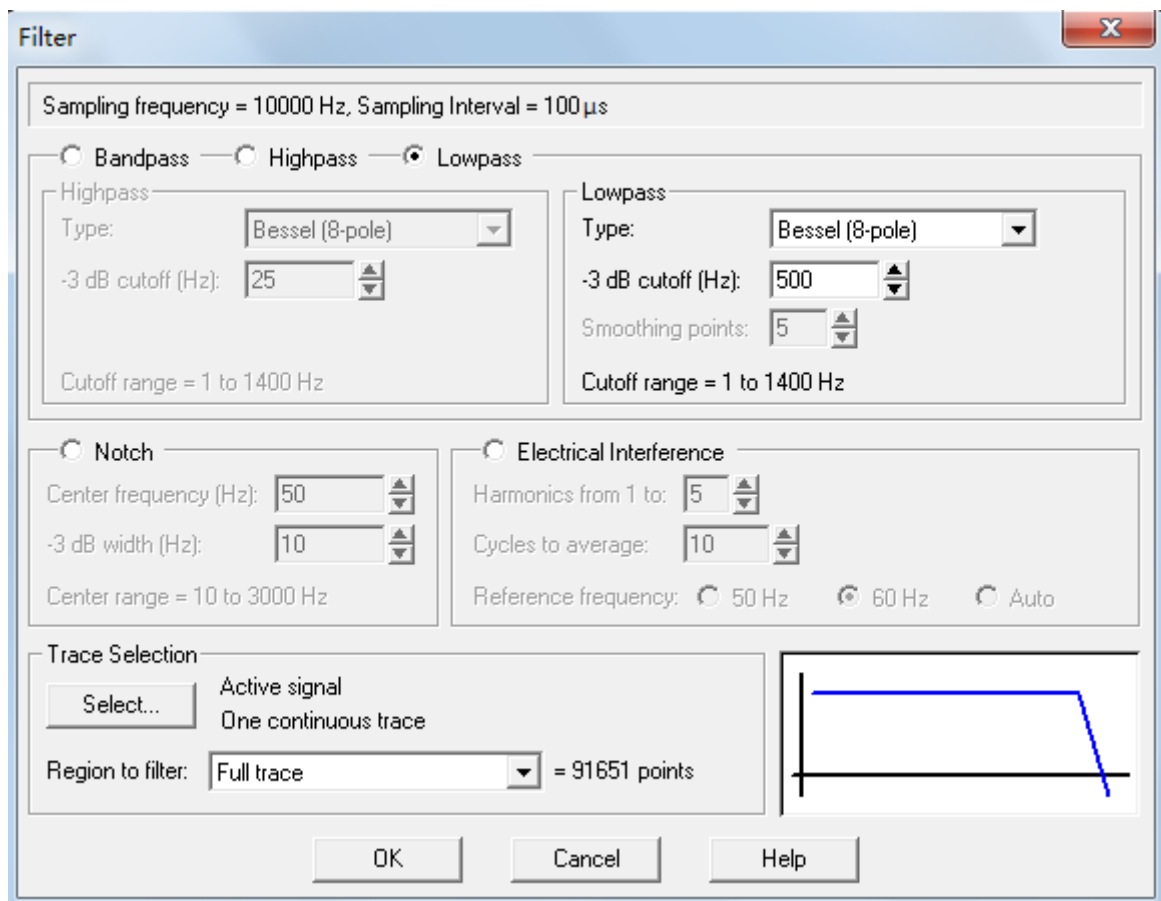 Filter
Sampling frequency = 10000 Hz, Sampling Interval = 100 μs
Bandpass Highpass Lowpass
Highpass
Type: Bessel (8-pole)
-3 dB cutoff (Hz): 25
Cutoff range = 1 to 1400 Hz
Lowpass
Type: Bessel (8-pole)
-3 dB cutoff (Hz): 500
Smoothing points: 5
Cutoff range = 1 to 1400 Hz
Notch
Center frequency (Hz): 50
-3 dB width (Hz): 10
Center range = 10 to 3000 Hz
Electrical Interference
Harmonics from 1 to: 5
Cycles to average: 10
Reference frequency: 50 Hz 60 Hz Auto
Trace Selection
Select... Active signal
One continuous trace
Region to filter: Full trace = 91651 points
OK Cancel Help